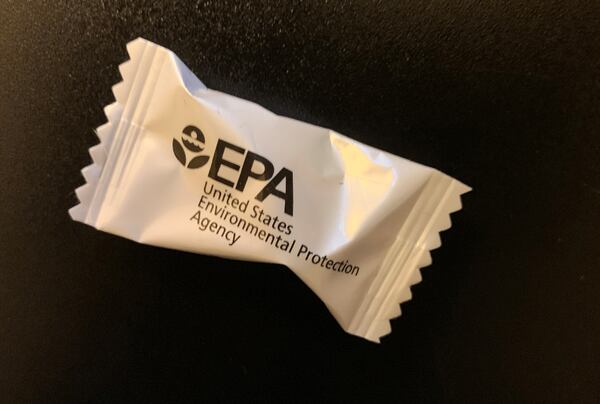 EPA
United States
Environmental Protection
Agency